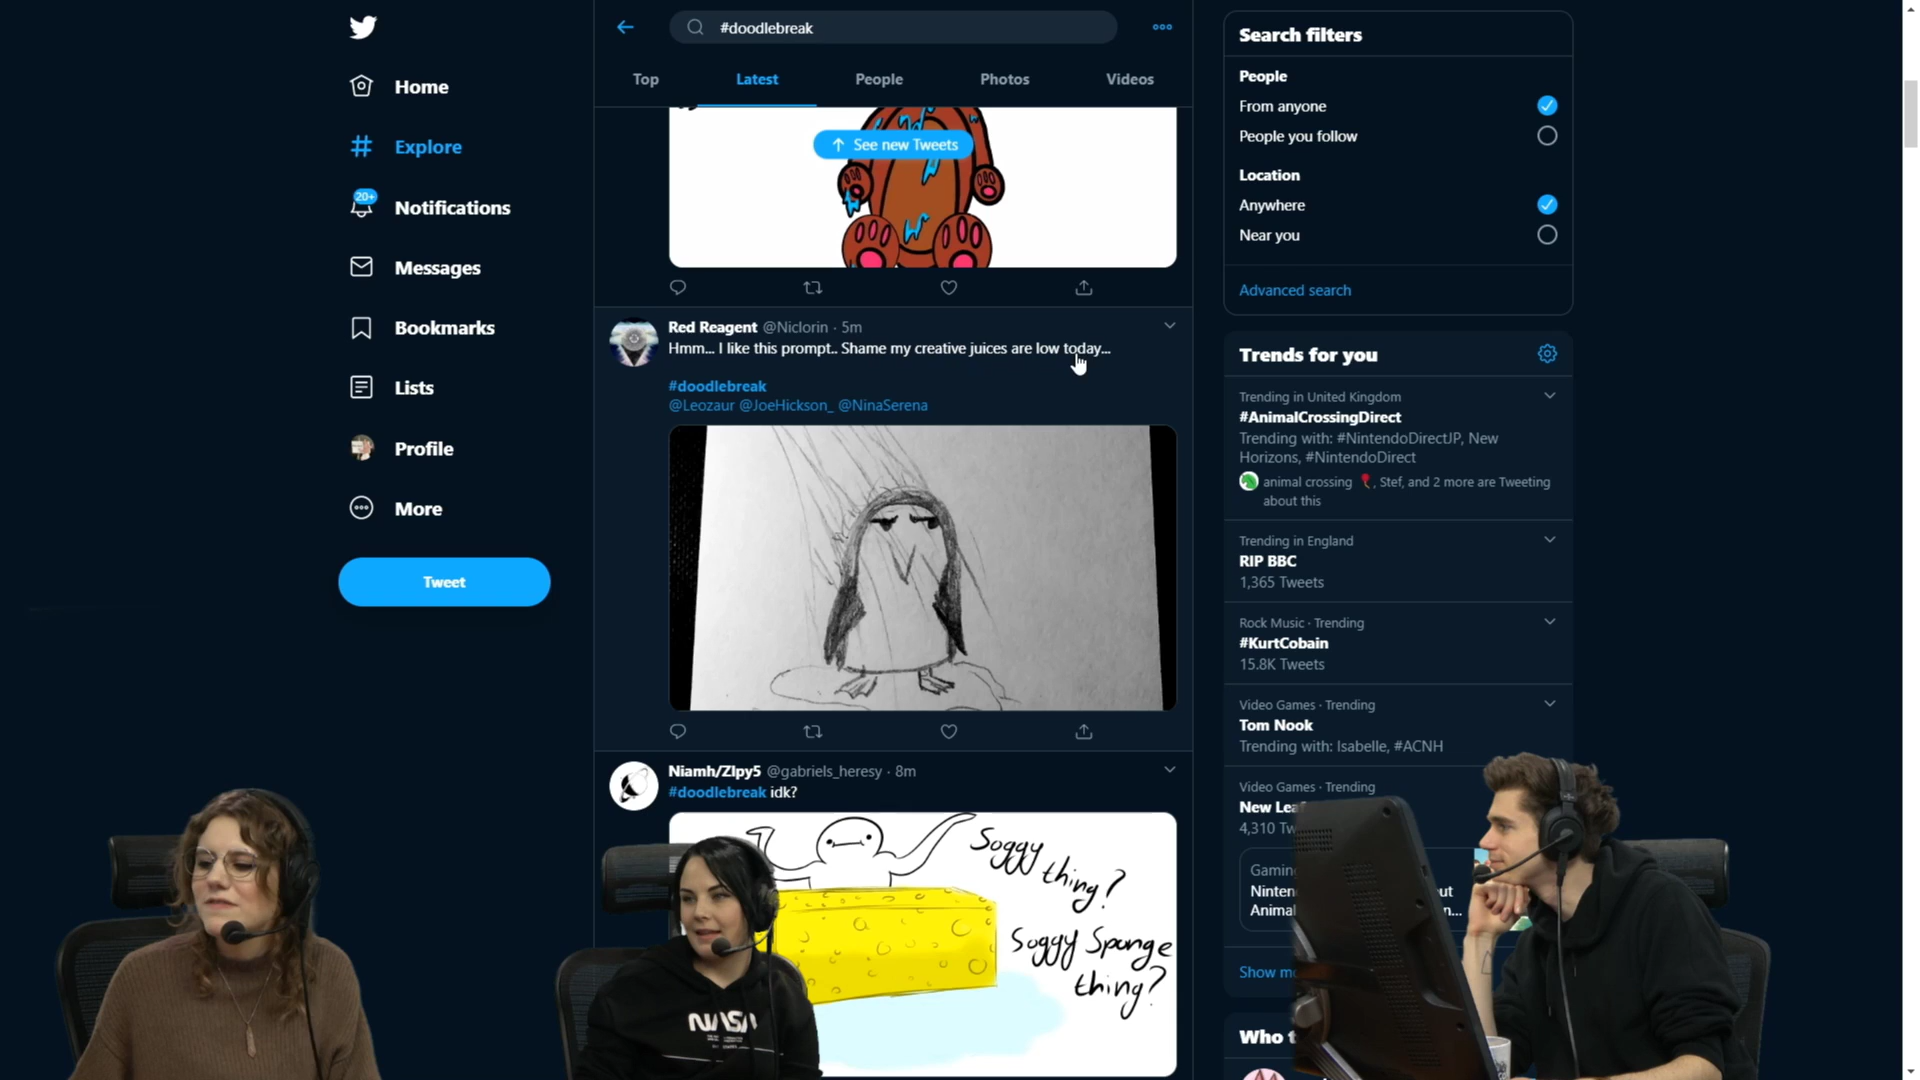 #doodlebreak
Top
Latest
People
Photos
Videos
Home
Explore
20+
Notifications
Messages
Bookmarks
Lists
Profile
More
Tweet
See new Tweets
Red Reagent @Niclorin · 5m
Hmm... I like this prompt.. Shame my creative juices are low today...
#doodlebreak
@Leozaur @JoeHickson_ @NinaSerena
Niamh/Zlpy5 @gabriels_heresy · 8m
#doodlebreak idk?
Soggy
thing?
Soggy Sponge
thing?
NASA
Search filters
People
From anyone
People you follow
Location
Anywhere
Near you
Advanced search
Trends for you
Trending in United Kingdom
#AnimalCrossingDirect
Trending with: #NintendoDirectJP, New
Horizons, #NintendoDirect
animal crossing , Stef, and 2 more are Tweeting
about this
Trending in England
RIP BBC
1,365 Tweets
Rock Music · Trending
#KurtCobain
15.8K Tweets
Video Games · Trending
Tom Nook
Trending with: Isabelle, #ACNH
Video Games · Trending
New Leaf
4,310
Show
Who